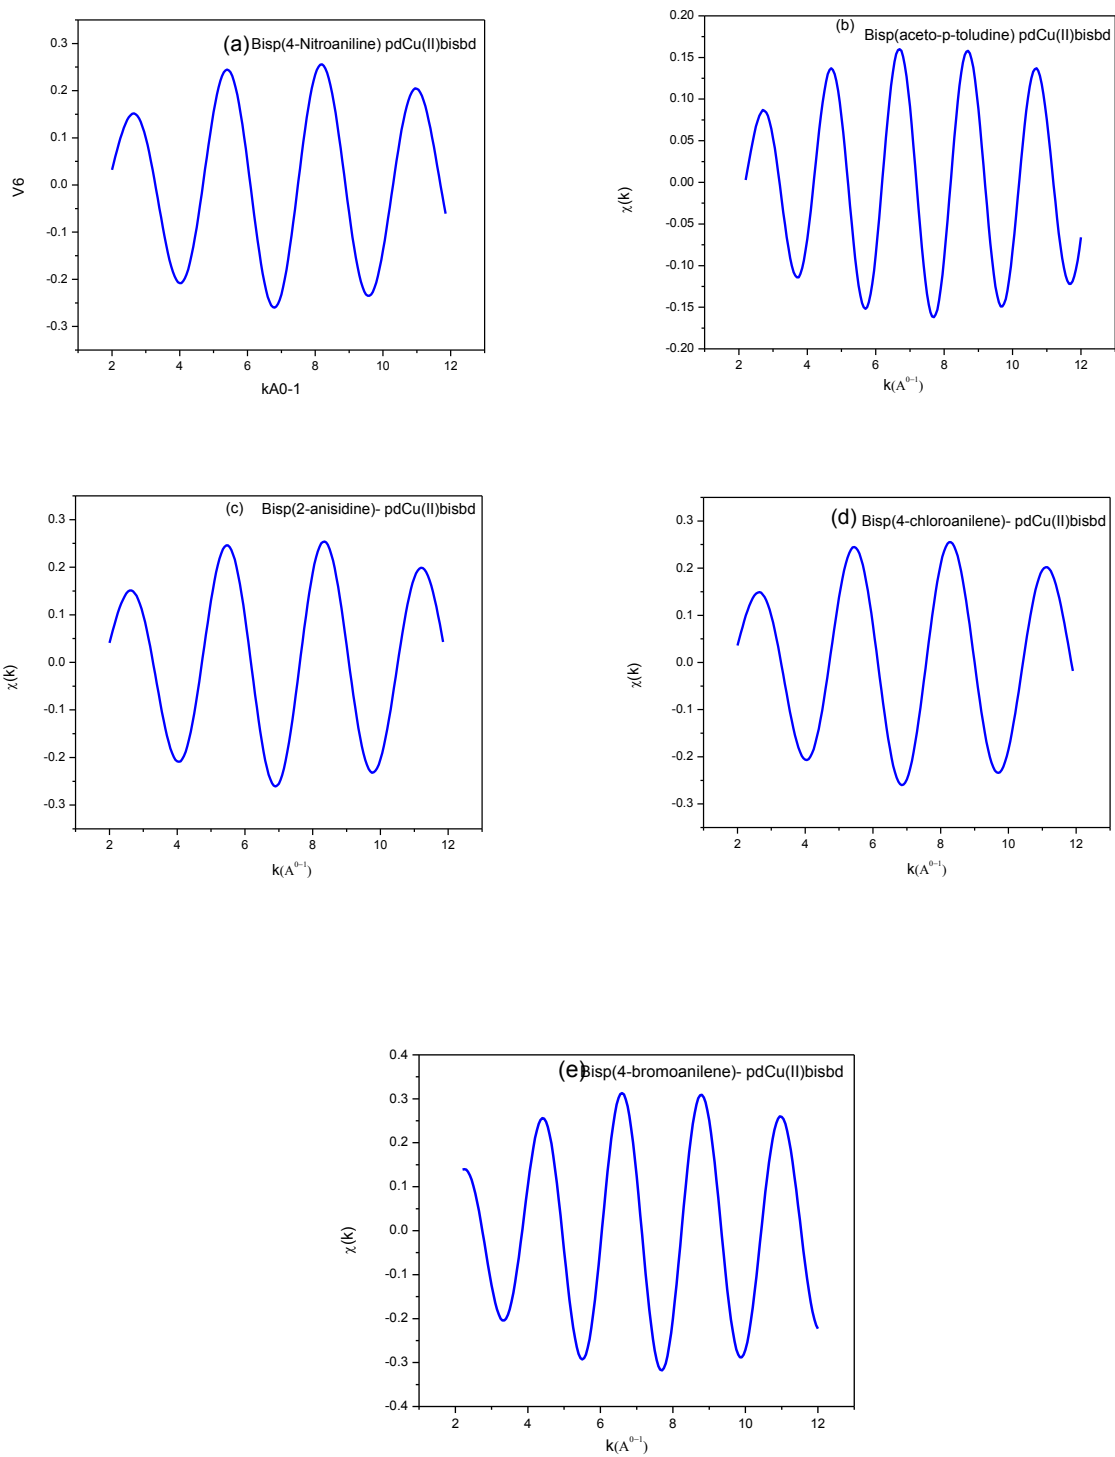 (a) Bisp(4-Nitroaniline) pdCu(II)bisbd
0.3
0.2
0.1
0.0
-0.1
-0.2
-0.3
V6
2 4 6 8 10 12
kA0-1
(b) Bisp(aceto-p-toludine) pdCu(II)bisbd
0.20
0.15
0.10
0.05
0.00
-0.05
-0.10
-0.15
-0.20
χ(k)
2 4 6 8 10 12
k(A⁰⁻¹)
(c) Bisp(2-anisidine)- pdCu(II)bisbd
0.3
0.2
0.1
0.0
-0.1
-0.2
-0.3
χ(k)
2 4 6 8 10 12
k(A⁰⁻¹)
(d) Bisp(4-chloroanilene)- pdCu(II)bisbd
0.3
0.2
0.1
0.0
-0.1
-0.2
-0.3
χ(k)
2 4 6 8 10 12
k(A⁰⁻¹)
(e) Bisp(4-bromoanilene)- pdCu(II)bisbd
0.4
0.3
0.2
0.1
0.0
-0.1
-0.2
-0.3
-0.4
χ(k)
2 4 6 8 10 12
k(A⁰⁻¹)